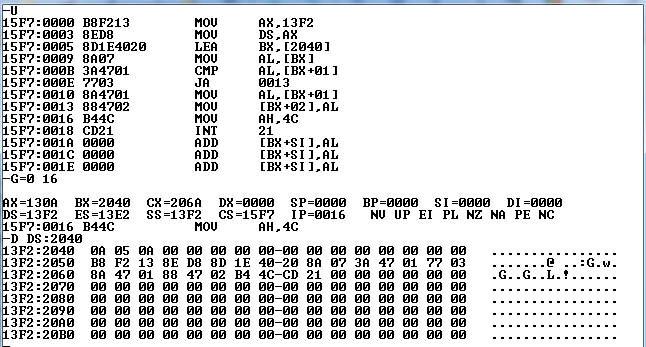 -U
15F7:0000 B8F213        MOV     AX,13F2
15F7:0003 8ED8          MOV     DS,AX
15F7:0005 8D1E4020      LEA     BX,[2040]
15F7:0009 8A07          MOV     AL,[BX]
15F7:000B 3A4701        CMP     AL,[BX+01]
15F7:000E 7703          JA      0013
15F7:0010 8A4701        MOV     AL,[BX+01]
15F7:0013 884702        MOV     [BX+02],AL
15F7:0016 B44C          MOV     AH,4C
15F7:0018 CD21          INT     21
15F7:001A 0000          ADD     [BX+SI],AL
15F7:001C 0000          ADD     [BX+SI],AL
15F7:001E 0000          ADD     [BX+SI],AL
-G=0 16
AX=130A  BX=2040  CX=206A  DX=0000  SP=0000  BP=0000  SI=0000  DI=0000
DS=13F2  ES=13E2  SS=13F2  CS=15F7  IP=0016   NV UP EI PL NZ NA PE NC
15F7:0016 B44C          MOV     AH,4C
-D DS:2040
13F2:2040  0A 05 0A 00 00 00 00 00-00 00 00 00 00 00 00 00   ................
13F2:2050  B8 F2 13 8E D8 8D 1E 40-20 8A 07 3A 47 01 77 03   .......@ ..:G.w.
13F2:2060  8A 47 01 88 47 02 B4 4C-CD 21 00 00 00 00 00 00   .G..G..L.!......
13F2:2070  00 00 00 00 00 00 00 00-00 00 00 00 00 00 00 00   ................
13F2:2080  00 00 00 00 00 00 00 00-00 00 00 00 00 00 00 00   ................
13F2:2090  00 00 00 00 00 00 00 00-00 00 00 00 00 00 00 00   ................
13F2:20A0  00 00 00 00 00 00 00 00-00 00 00 00 00 00 00 00   ................
13F2:20B0  00 00 00 00 00 00 00 00-00 00 00 00 00 00 00 00   ................